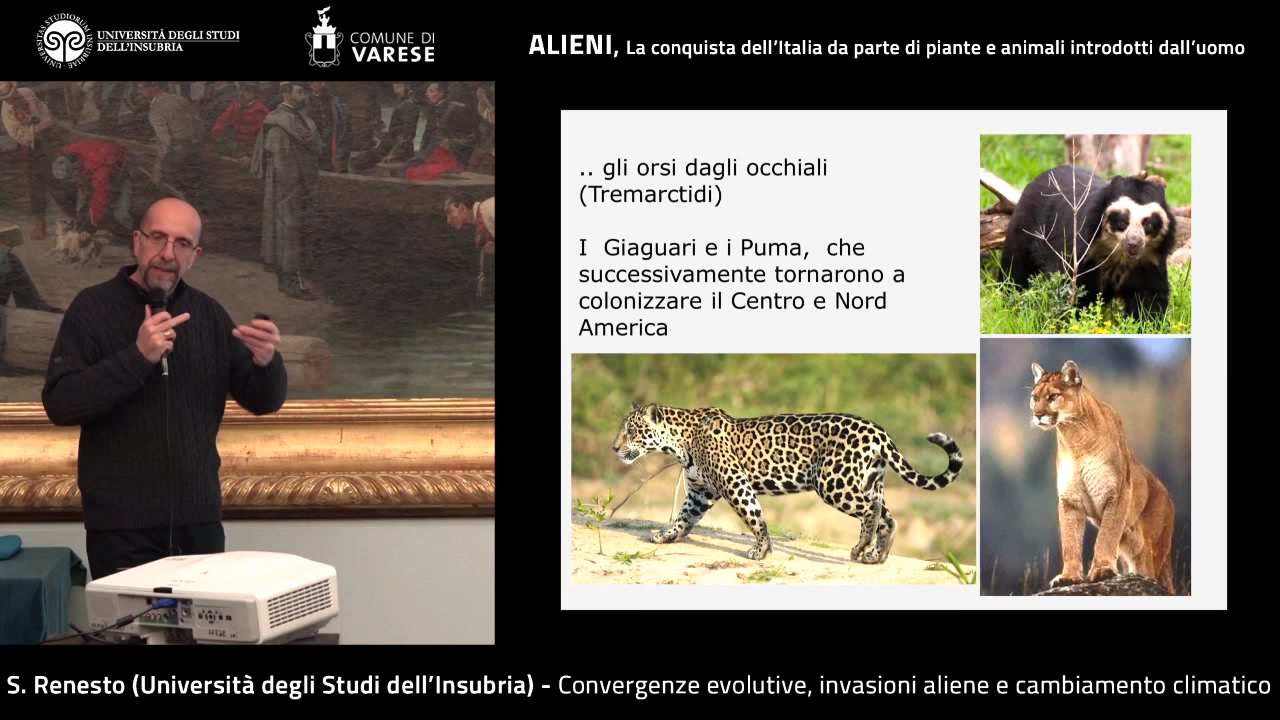 UNIVERSITÀ DEGLI STUDI
DELL'INSUBRIA
COMUNE DI
VARESE
ALIENI, La conquista dell'Italia da parte di piante e animali introdotti dall'uomo
.. gli orsi dagli occhiali
(Tremarctidi)
I Giaguari e i Puma, che
successivamente tornarono a
colonizzare il Centro e Nord
America
S. Renesto (Università degli Studi dell'Insubria) - Convergenze evolutive, invasioni aliene e cambiamento climatico